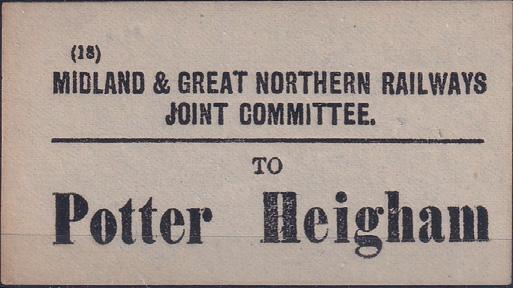 (18)
MIDLAND & GREAT NORTHERN RAILWAYS
JOINT COMMITTEE.
TO
Potter Heigham